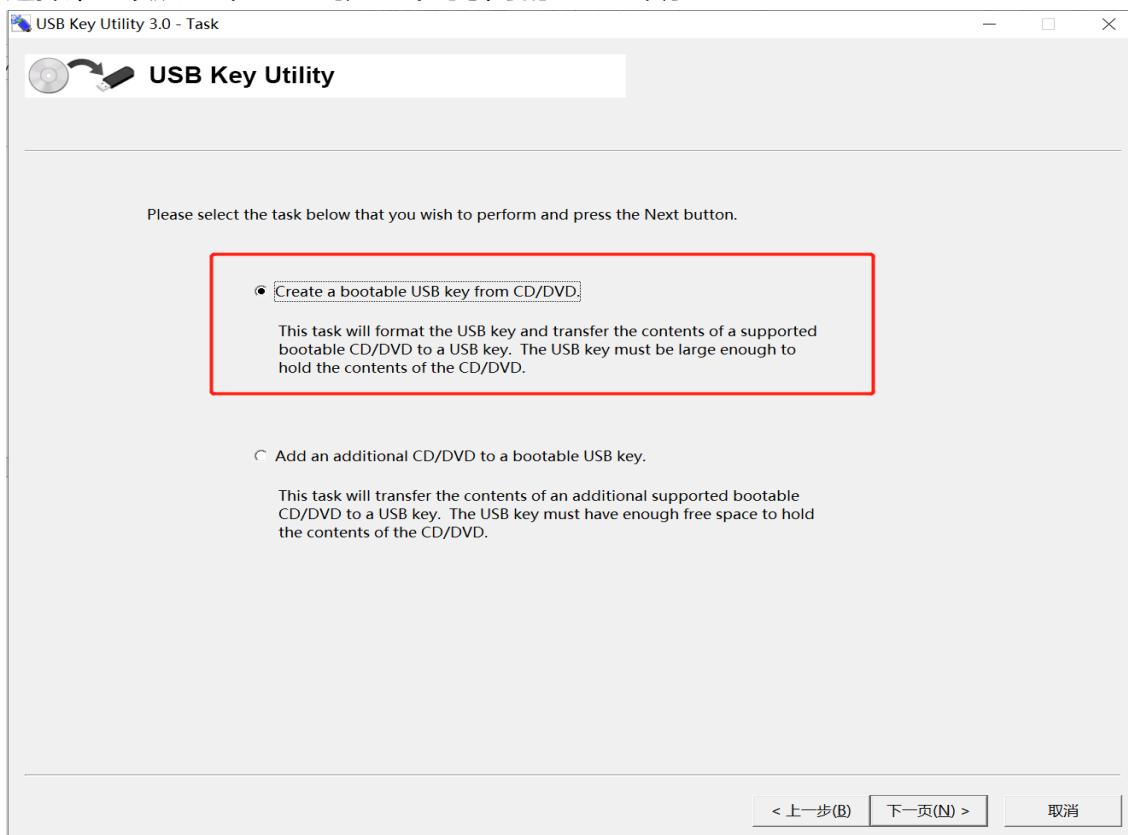 USB Key Utility 3.0 - Task
USB Key Utility
Please select the task below that you wish to perform and press the Next button.
Create a bootable USB key from CD/DVD.
This task will format the USB key and transfer the contents of a supported
bootable CD/DVD to a USB key.  The USB key must be large enough to
hold the contents of the CD/DVD.
Add an additional CD/DVD to a bootable USB key.
This task will transfer the contents of an additional supported bootable
CD/DVD to a USB key.  The USB key must have enough free space to hold
the contents of the CD/DVD.
< 上一步(B)
下一页(N) >
取消